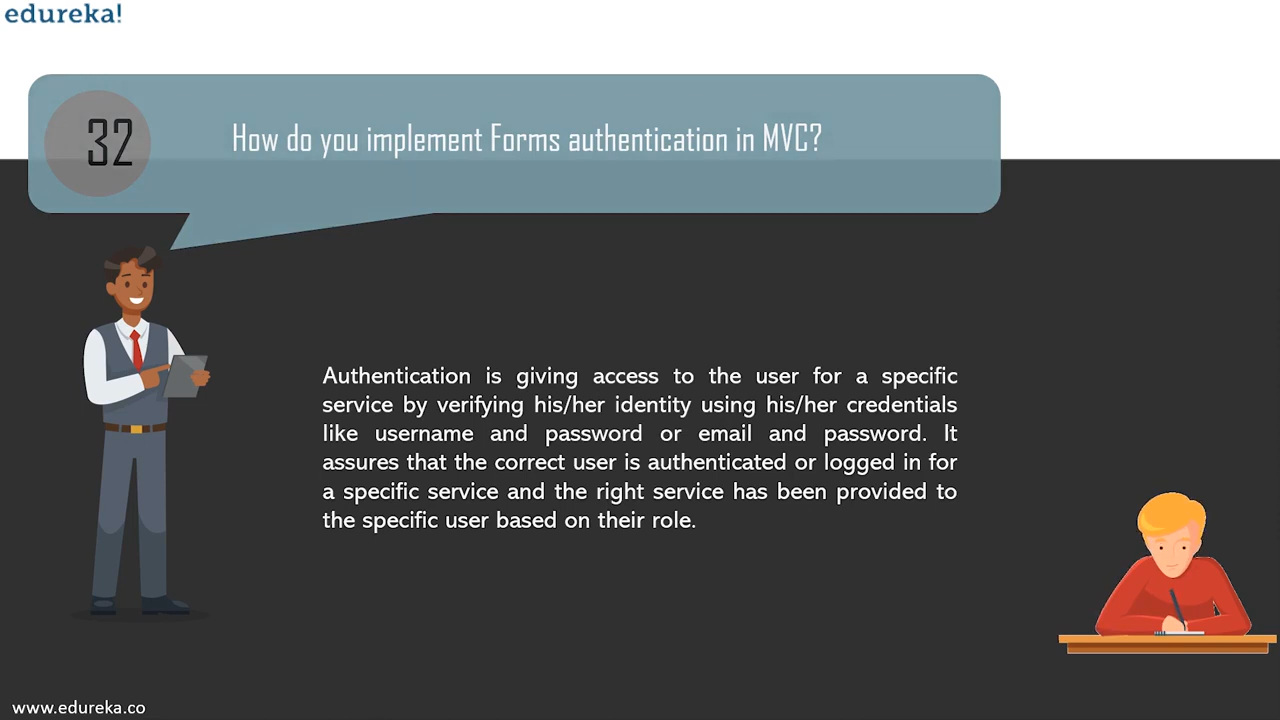 edureka!
32
How do you implement Forms authentication in MVC?
Authentication is giving access to the user for a specific
service by verifying his/her identity using his/her credentials
like username and password or email and password. It
assures that the correct user is authenticated or logged in for
a specific service and the right service has been provided to
the specific user based on their role.
www.edureka.co